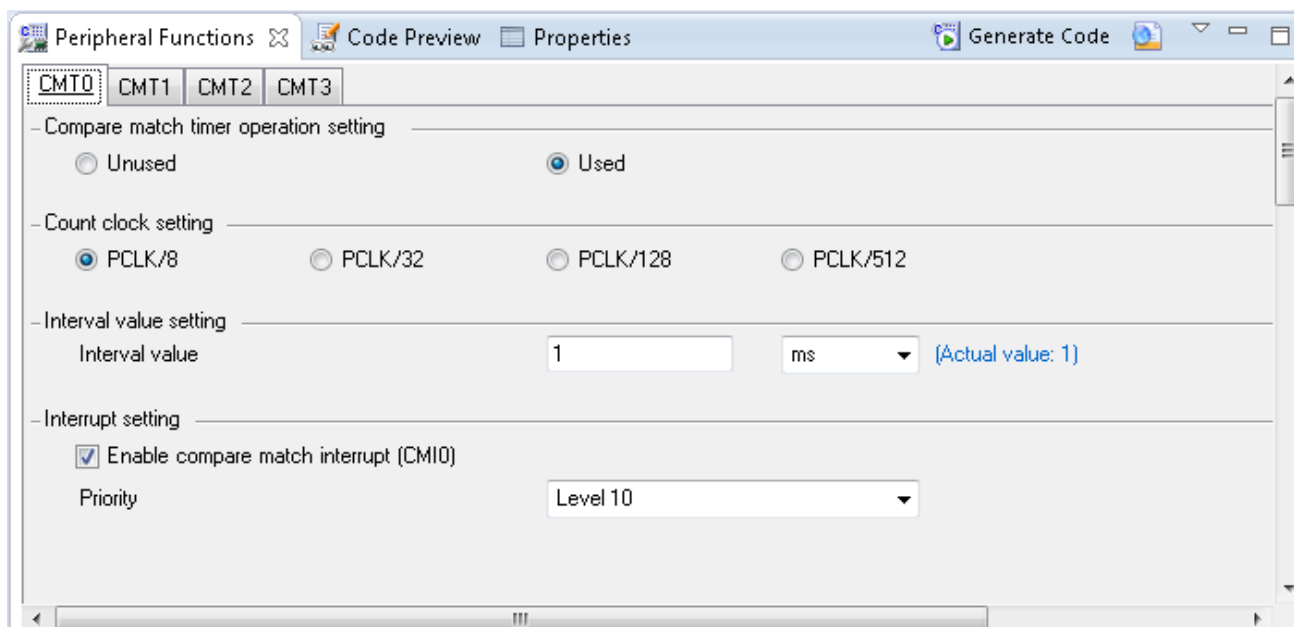 Peripheral Functions Code Preview Properties Generate Code
CMT0 CMT1 CMT2 CMT3
Compare match timer operation setting
Unused Used
Count clock setting
PCLK/8 PCLK/32 PCLK/128 PCLK/512
Interval value setting
Interval value 1 ms (Actual value: 1)
Interrupt setting
Enable compare match interrupt (CMI0)
Priority Level 10